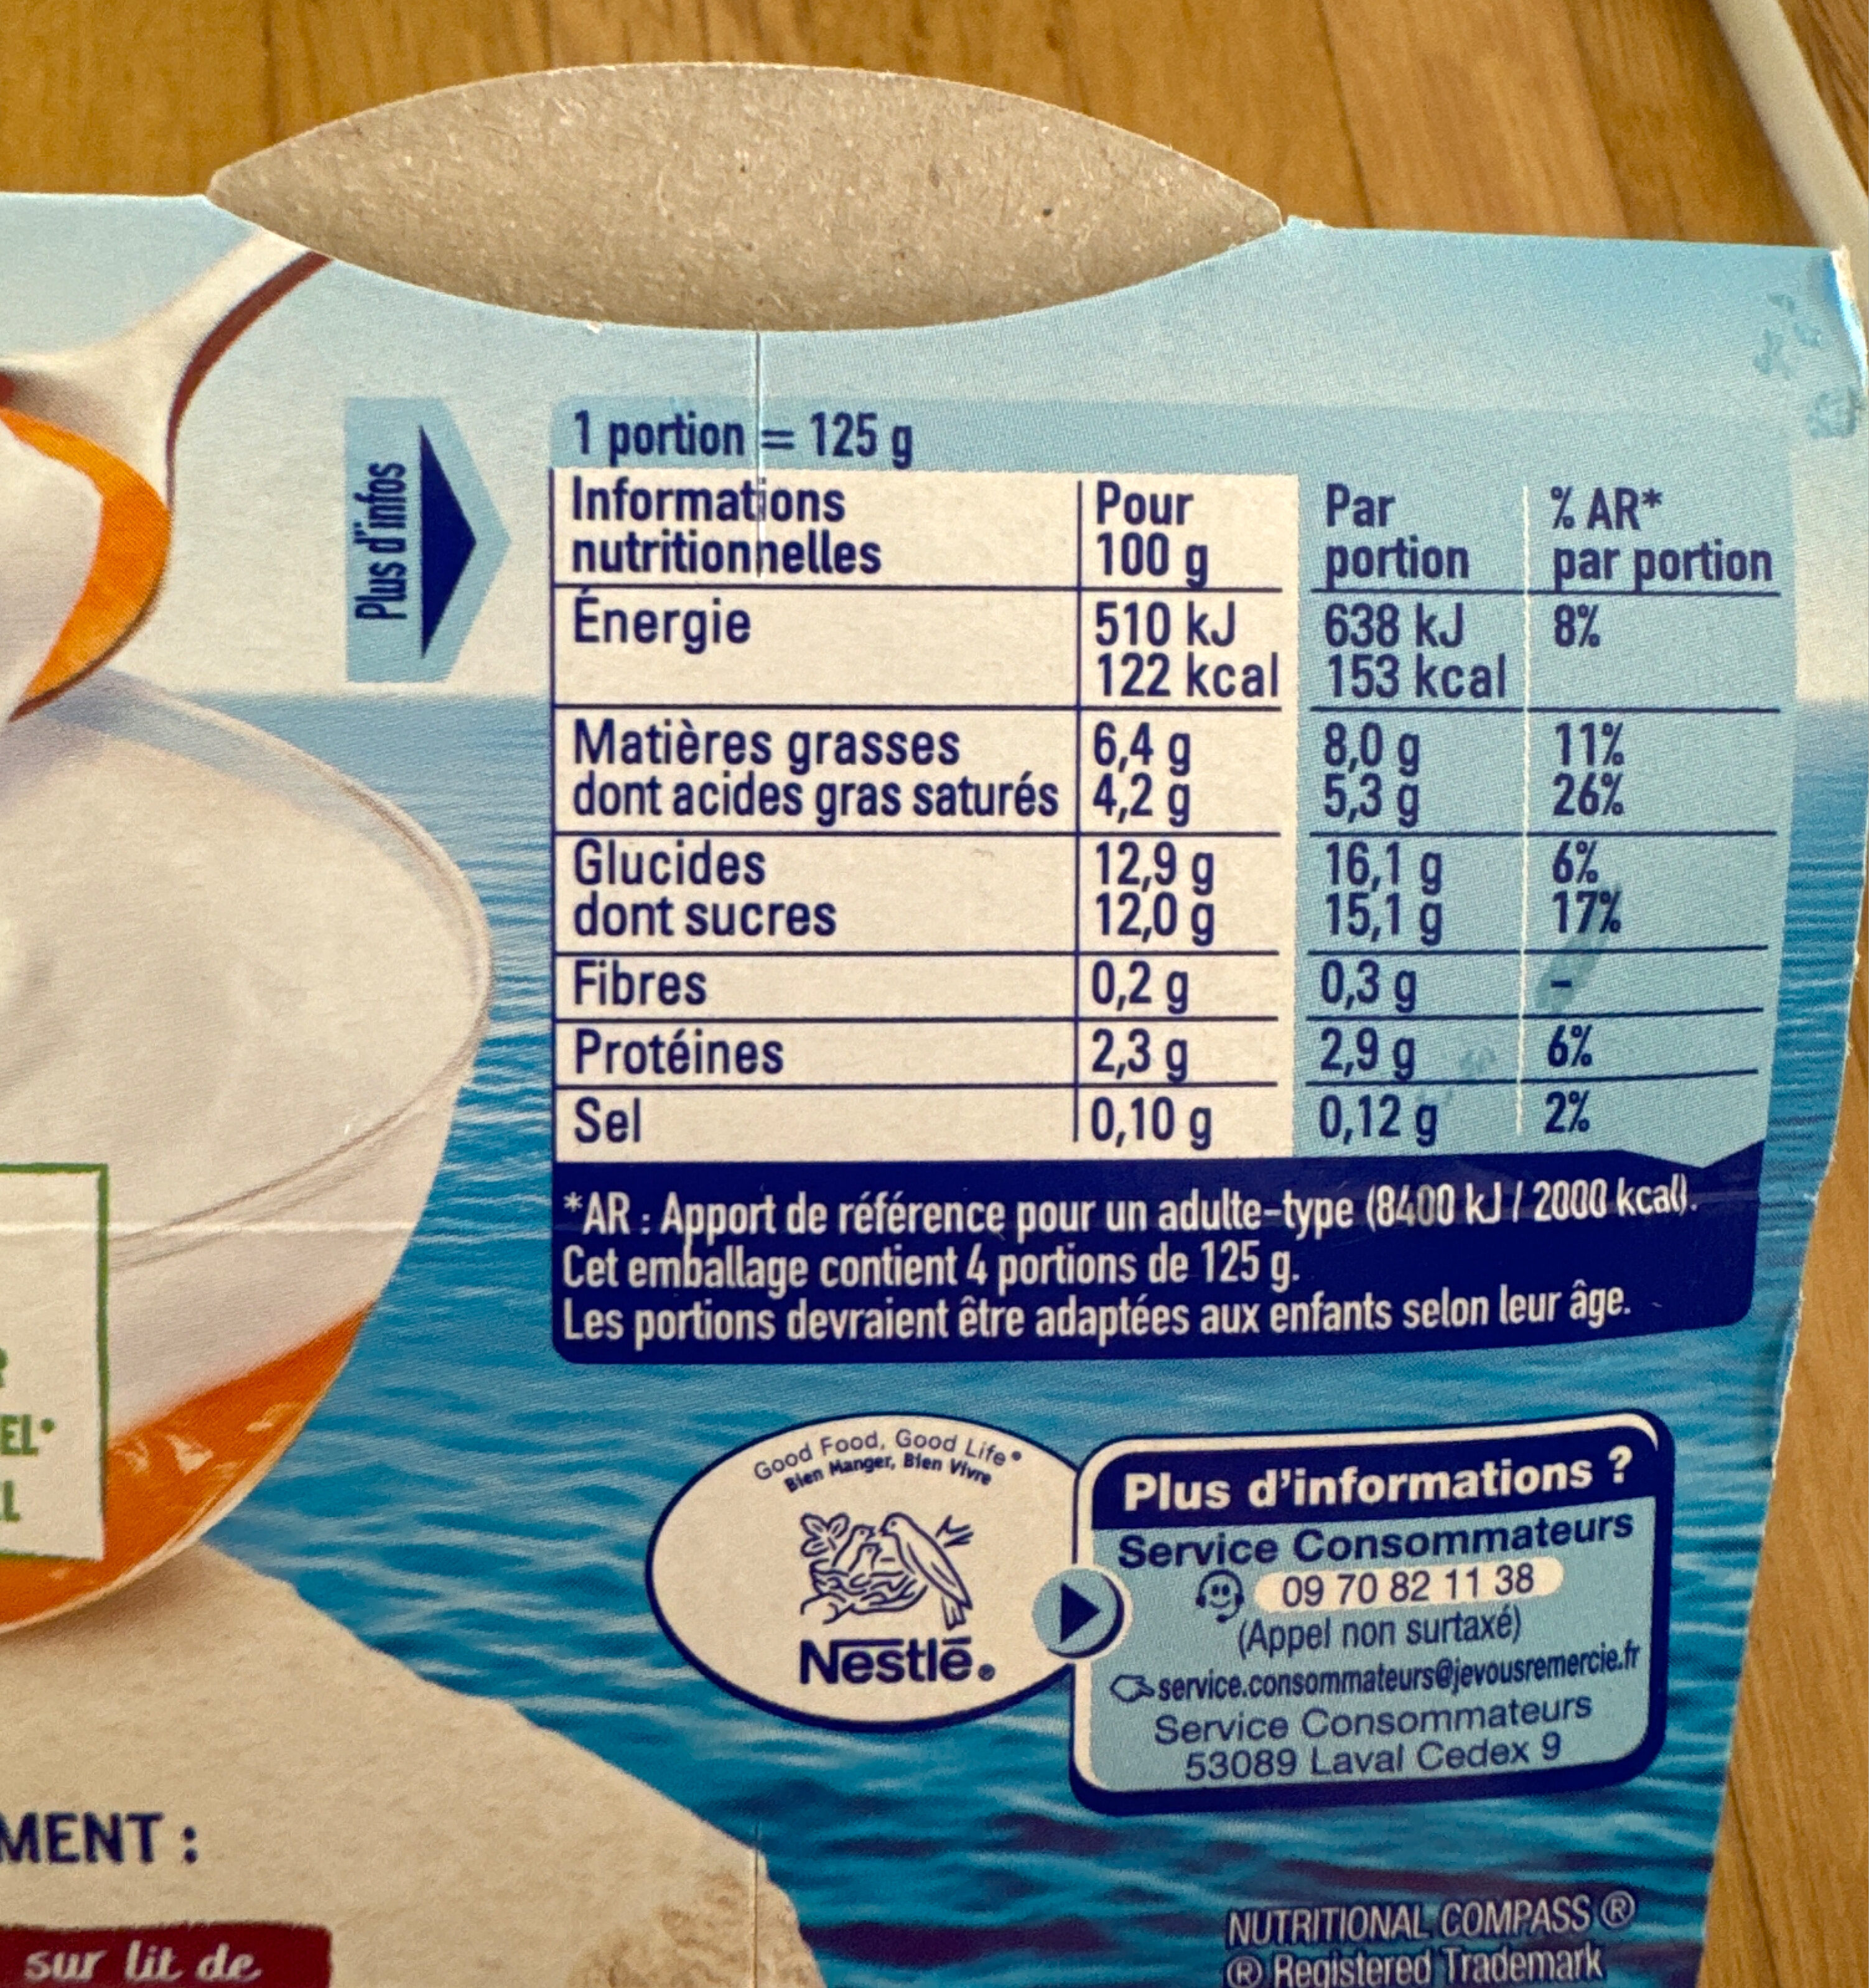 Plus d'infos
1 portion = 125 g
Informations nutritionnelles Pour 100 g Par portion % AR* par portion
Énergie 510 kJ 638 kJ 8%
122 kcal 153 kcal
Matières grasses 6,4 g 8,0 g 11%
dont acides gras saturés 4,2 g 5,3 g 26%
Glucides 12,9 g 16,1 g 6%
dont sucres 12,0 g 15,1 g 17%
Fibres 0,2 g 0,3 g -
Protéines 2,3 g 2,9 g 6%
Sel 0,10 g 0,12 g 2%
*AR : Apport de référence pour un adulte-type (8400 kJ / 2000 kcal).
Cet emballage contient 4 portions de 125 g.
Les portions devraient être adaptées aux enfants selon leur âge.
EL•
L
Good Food, Good Life•
Bien Manger, Bien Vivre
Nestlé®
Plus d'informations ?
Service Consommateurs
09 70 82 11 38
(Appel non surtaxé)
service.consommateurs@jevousremercie.fr
Service Consommateurs
53089 Laval Cedex 9
MENT :
sur lit de
NUTRITIONAL COMPASS ®
® Registered Trademark